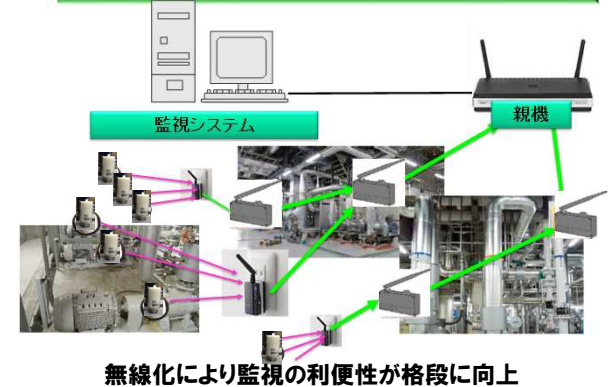 監視システム
親機
無線化により監視の利便性が格段に向上